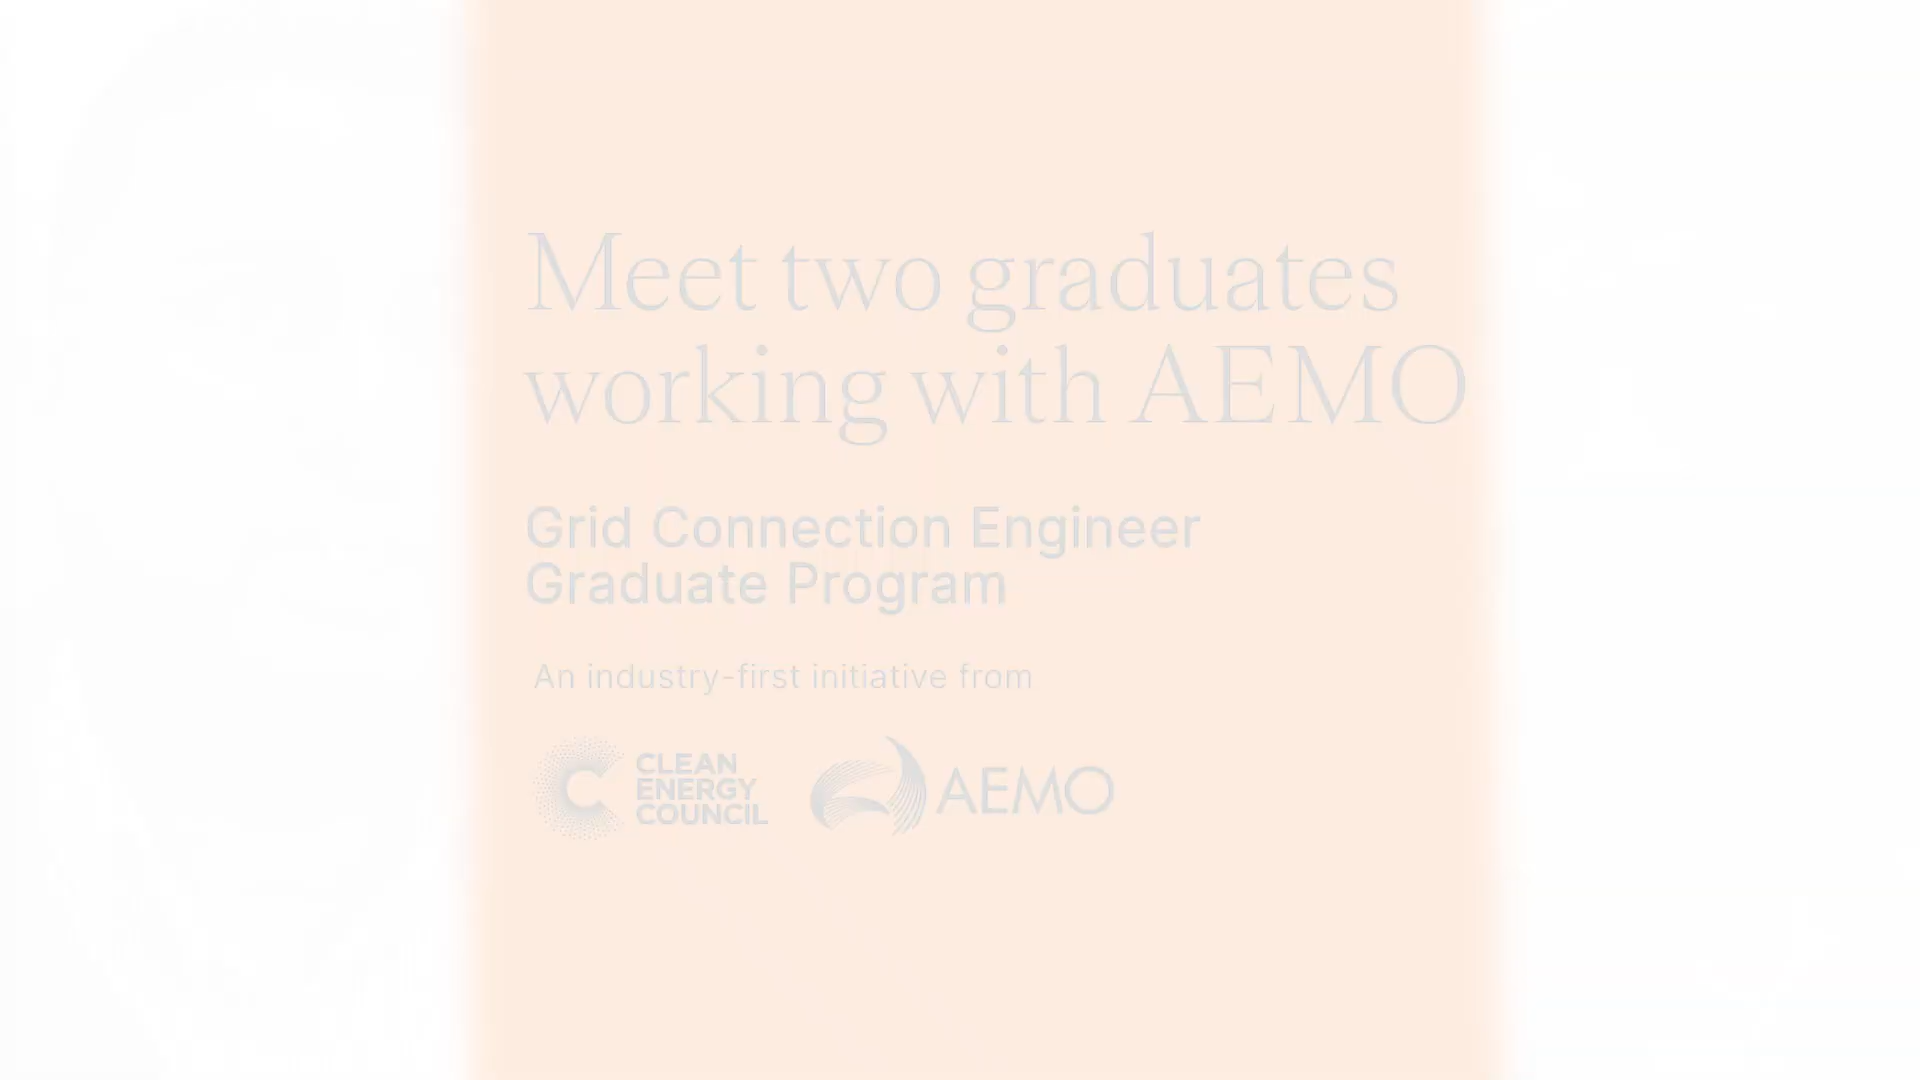 Meet two graduates
working with AEMO
Grid Connection Engineer
Graduate Program
An industry-first initiative from
CLEAN
ENERGY
COUNCIL
AEMO